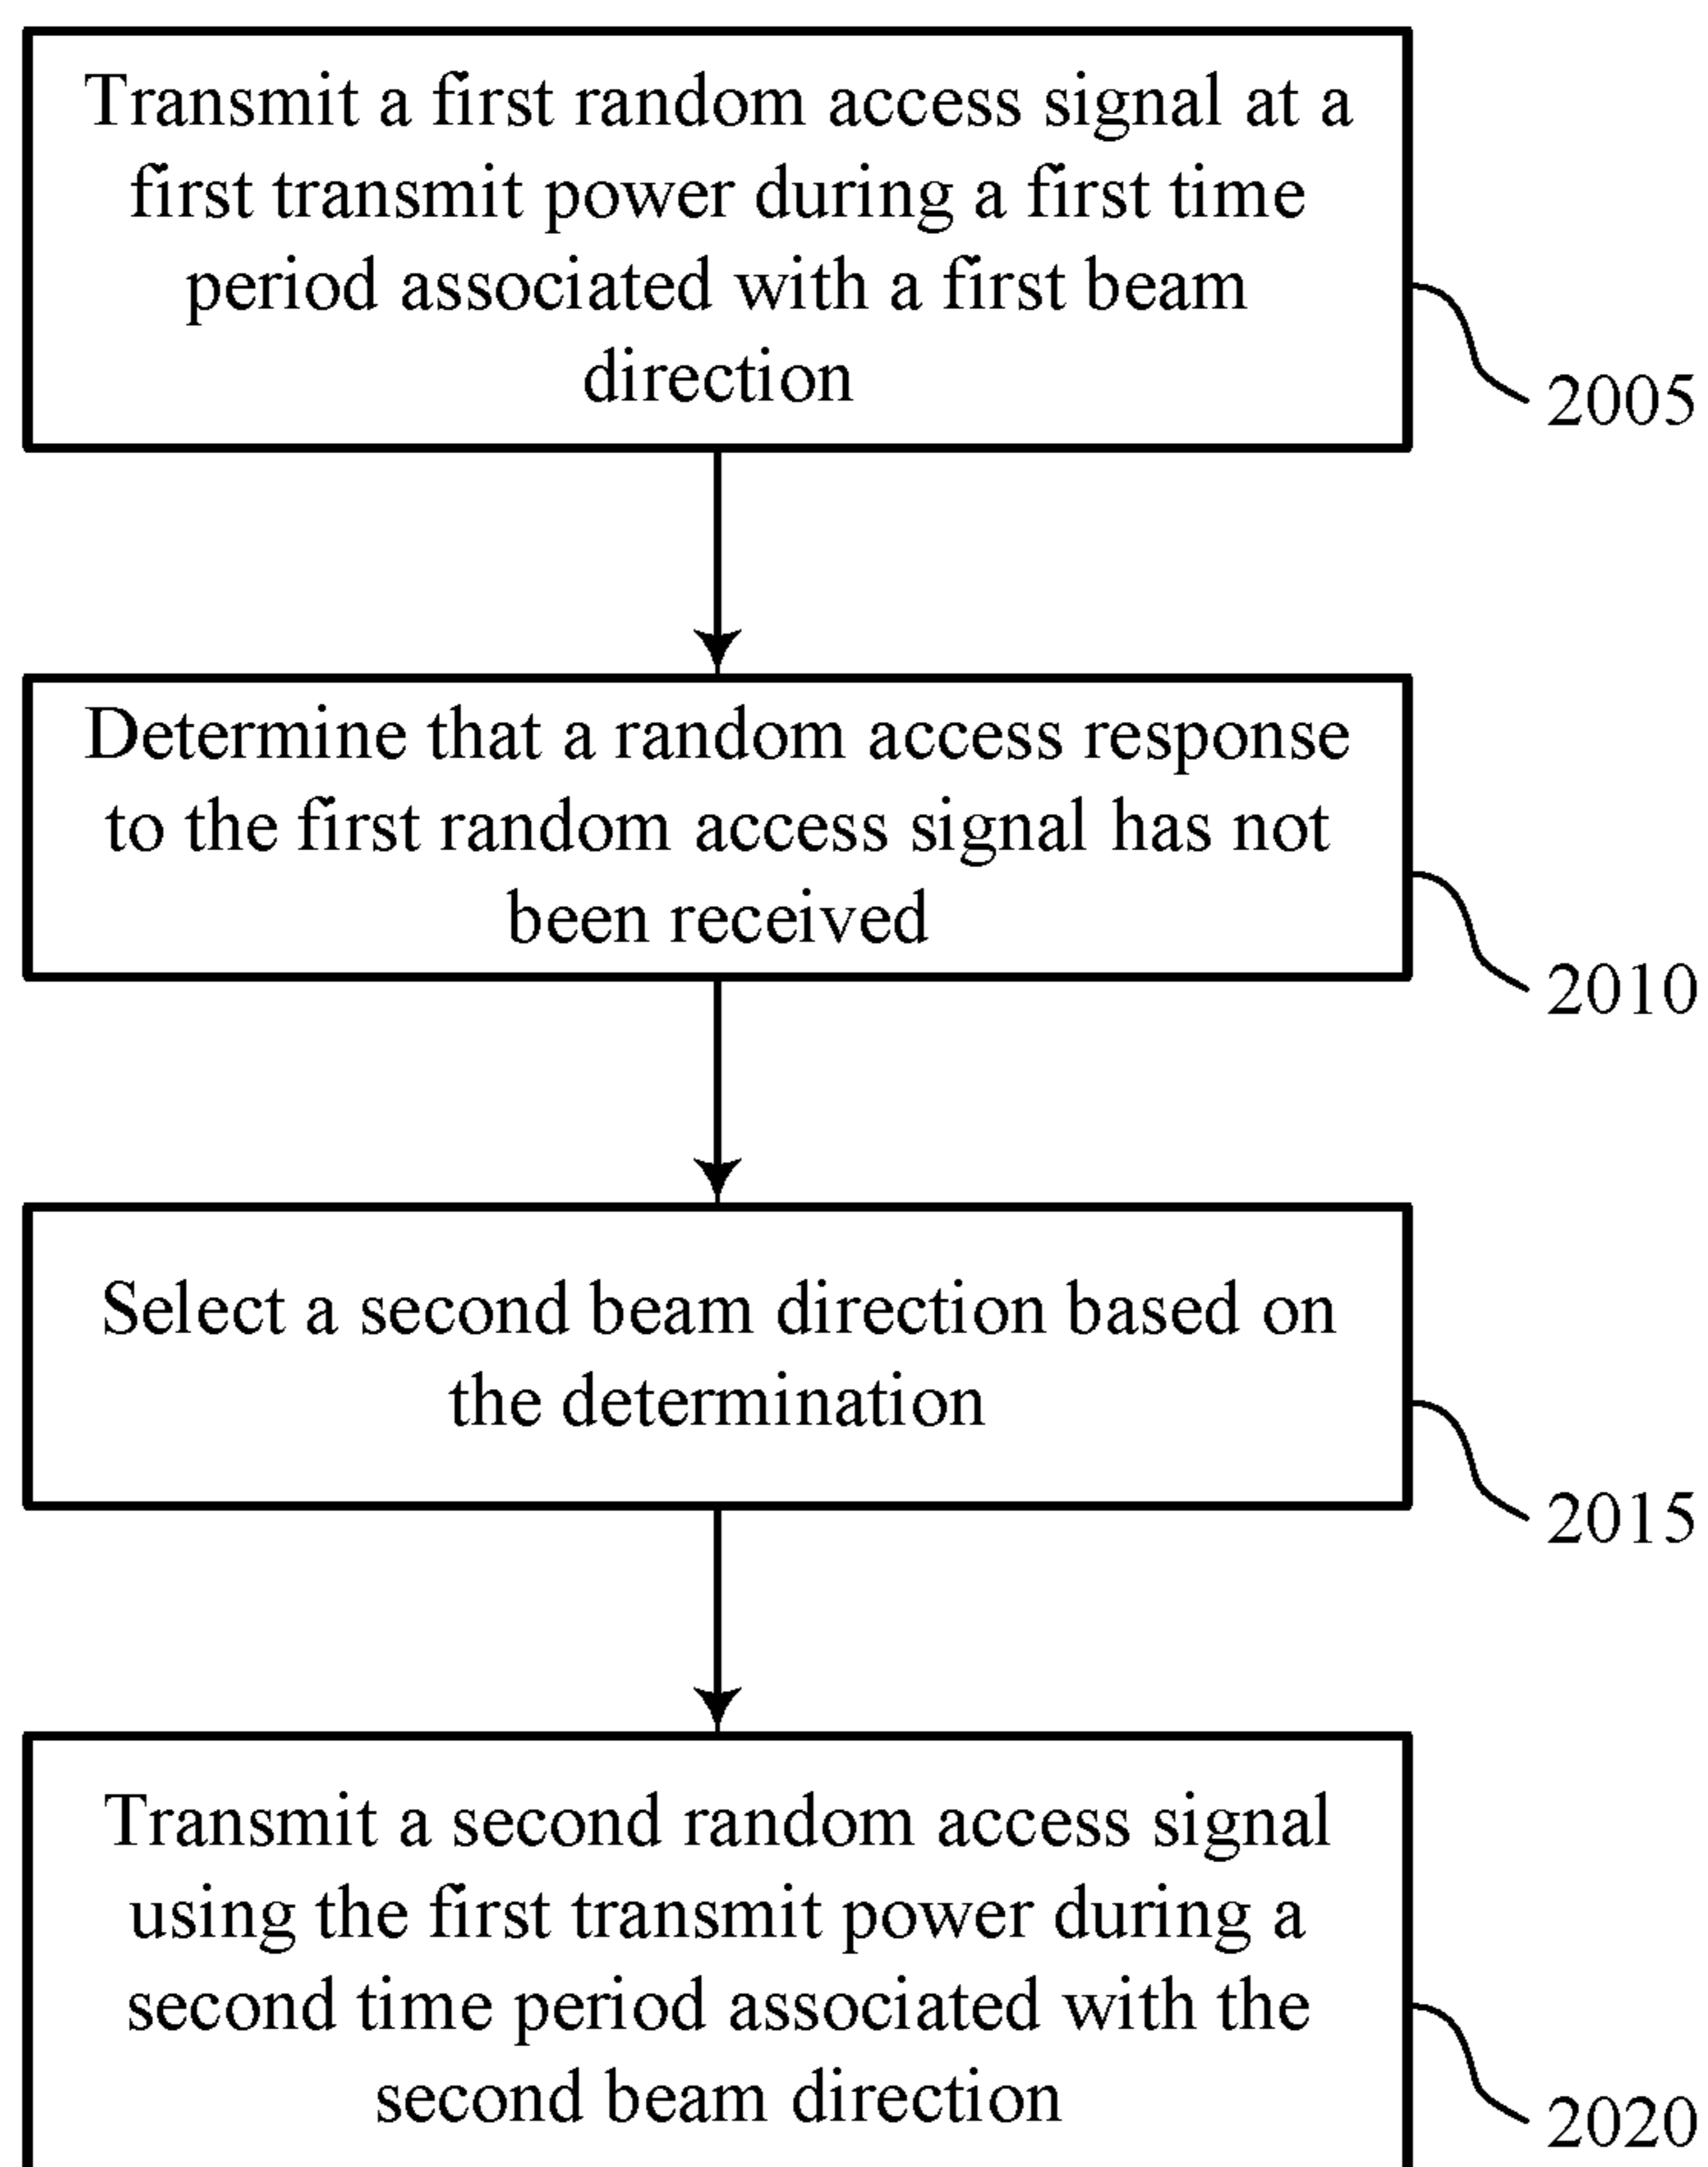 Transmit a first random access signal at a
first transmit power during a first time
period associated with a first beam
direction
2005
Determine that a random access response
to the first random access signal has not
been received
2010
Select a second beam direction based on
the determination
2015
Transmit a second random access signal
using the first transmit power during a
second time period associated with the
second beam direction
2020